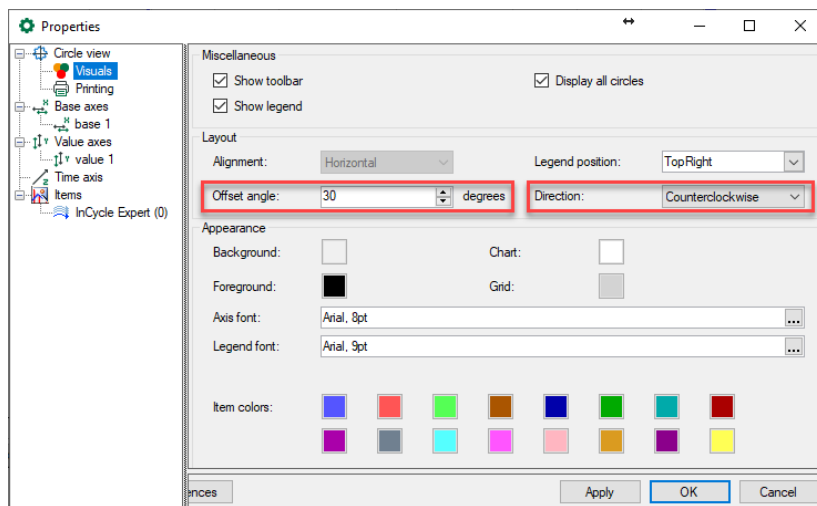 Properties
Circle view
Visuals
Printing
Base axes
base 1
Value axes
value 1
Time axis
Items
InCycle Expert (0)
Miscellaneous
Show toolbar
Display all circles
Show legend
Layout
Alignment: Horizontal
Legend position: TopRight
Offset angle: 30 degrees
Direction: Counterclockwise
Appearance
Background:
Chart:
Foreground:
Grid:
Axis font: Arial, 8pt ...
Legend font: Arial, 9pt ...
Item colors:
ences
Apply
OK
Cancel